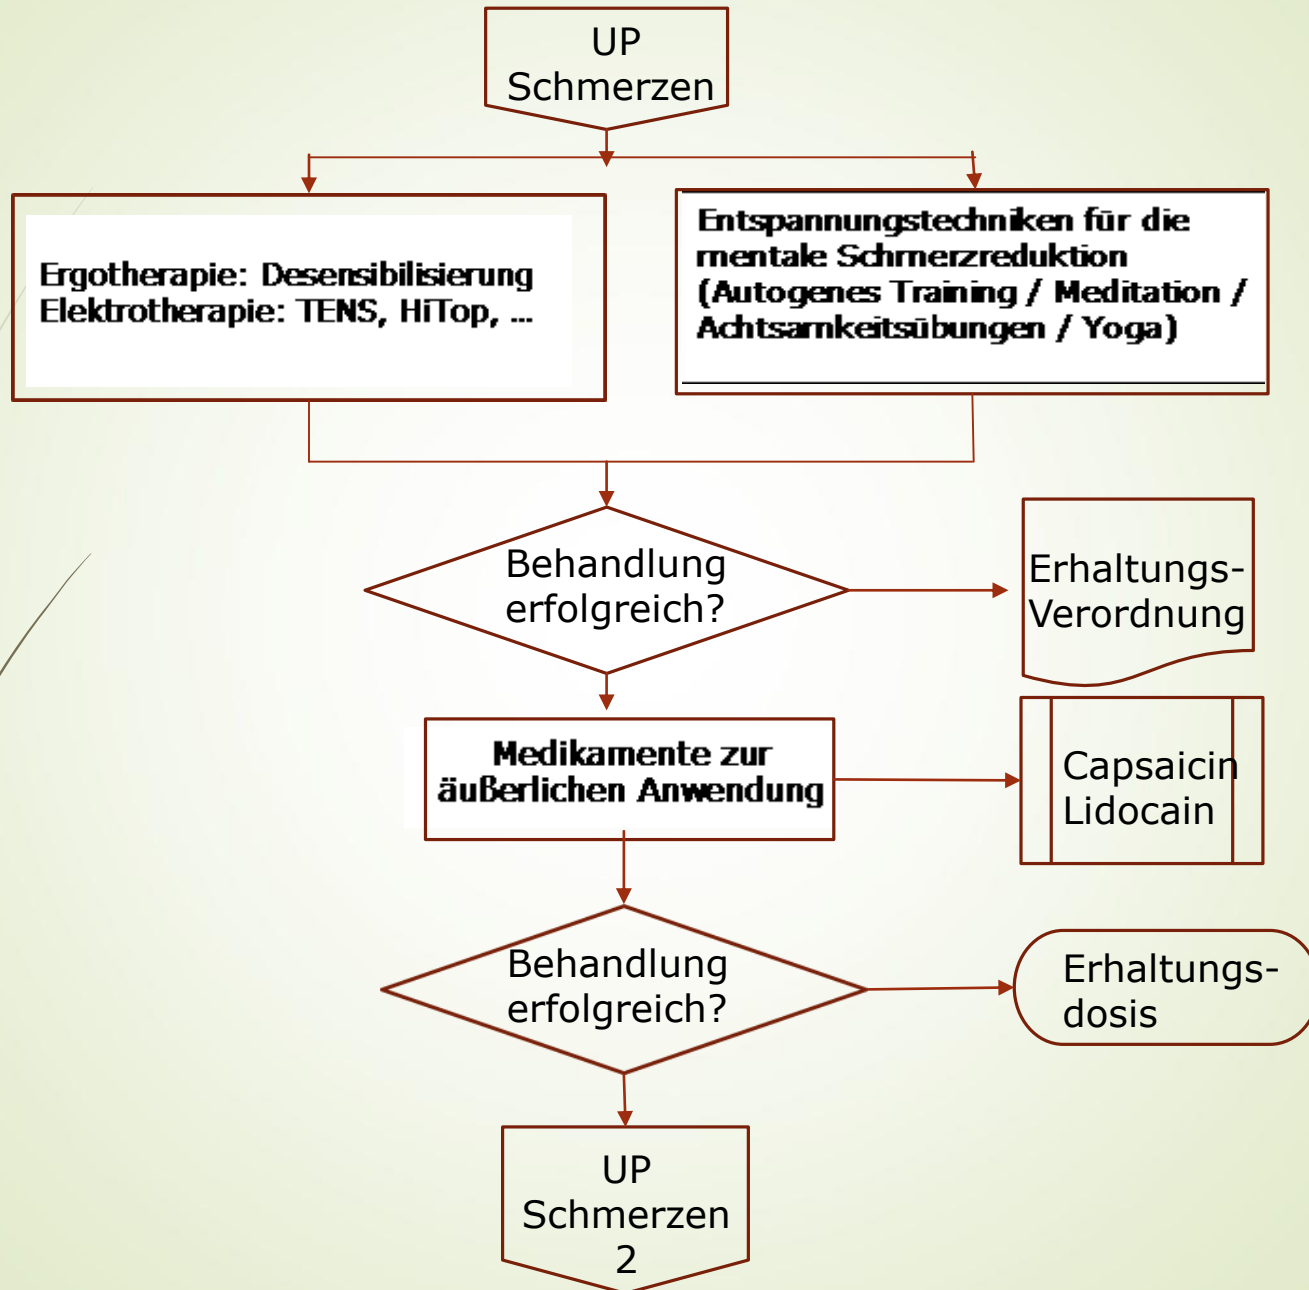 UP
Schmerzen
Ergotherapie: Desensibilisierung
Elektrotherapie: TENS, HiTop, ...
Entspannungstechniken für die
mentale Schmerzreduktion
(Autogenes Training / Meditation /
Achtsamkeitsübungen / Yoga)
Behandlung
erfolgreich?
Erhaltungs-
Verordnung
Medikamente zur
äußerlichen Anwendung
Capsaicin
Lidocain
Behandlung
erfolgreich?
Erhaltungs-
dosis
UP
Schmerzen
2